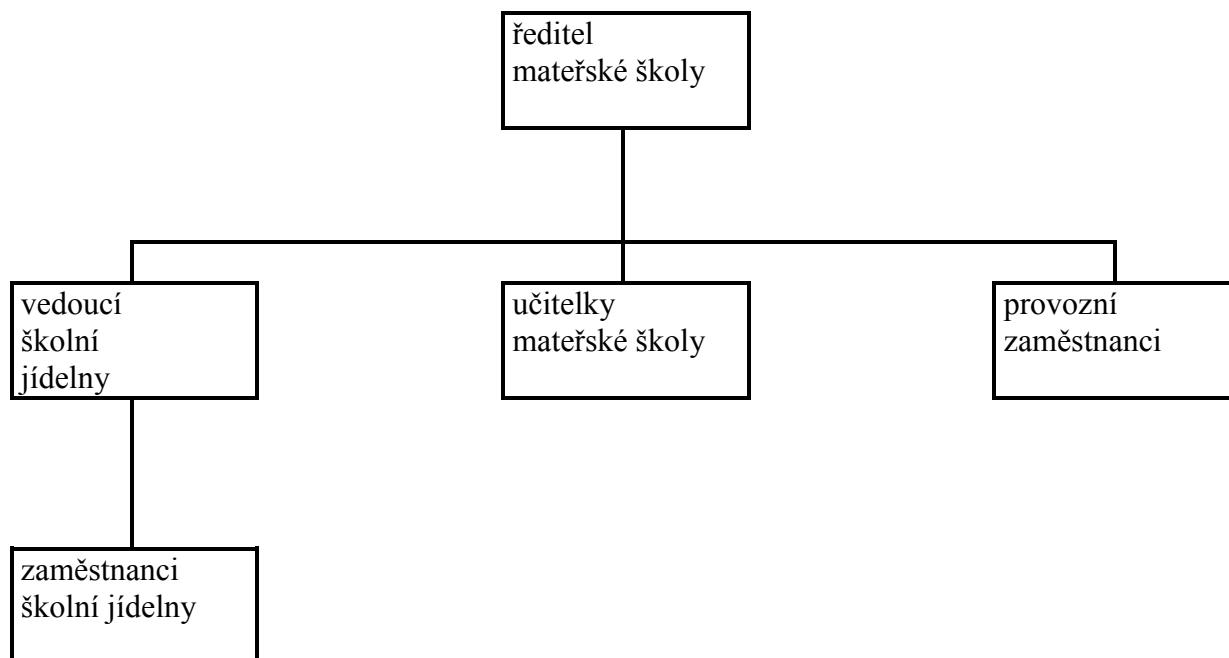 ředitel
mateřské školy
vedoucí
školní
jídelny
učitelky
mateřské školy
provozní
zaměstnanci
zaměstnanci
školní jídelny